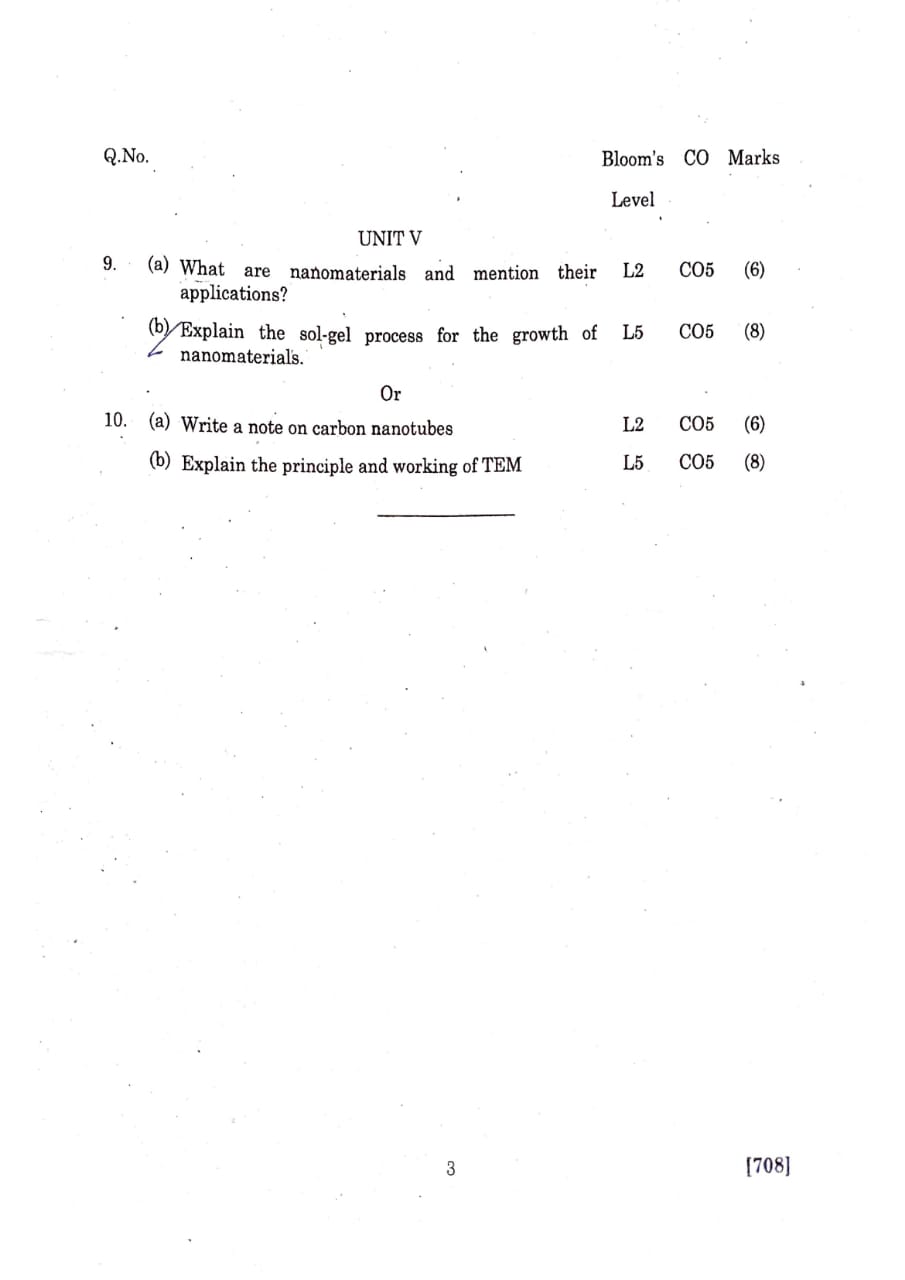 Q.No. Bloom's CO Marks
Level
UNIT V
9. (a) What are nanomaterials and mention their L2 CO5 (6)
applications?
(b) Explain the sol-gel process for the growth of L5 CO5 (8)
nanomaterials.
Or
10. (a) Write a note on carbon nanotubes L2 CO5 (6)
(b) Explain the principle and working of TEM L5 CO5 (8)
3 [708]